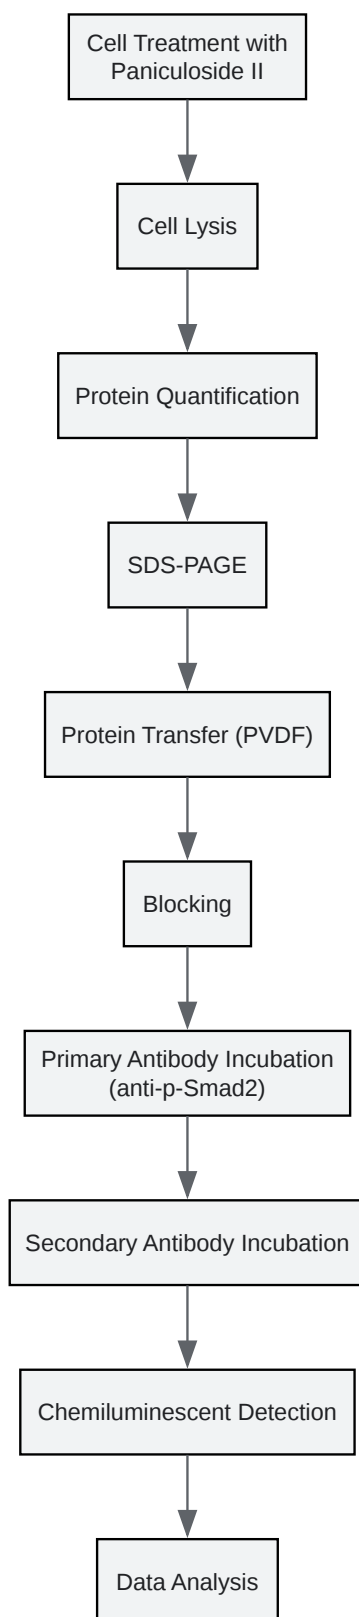 Cell Treatment with
Paniculoside II
Cell Lysis
Protein Quantification
SDS-PAGE
Protein Transfer (PVDF)
Blocking
Primary Antibody Incubation
(anti-p-Smad2)
Secondary Antibody Incubation
Chemiluminescent Detection
Data Analysis